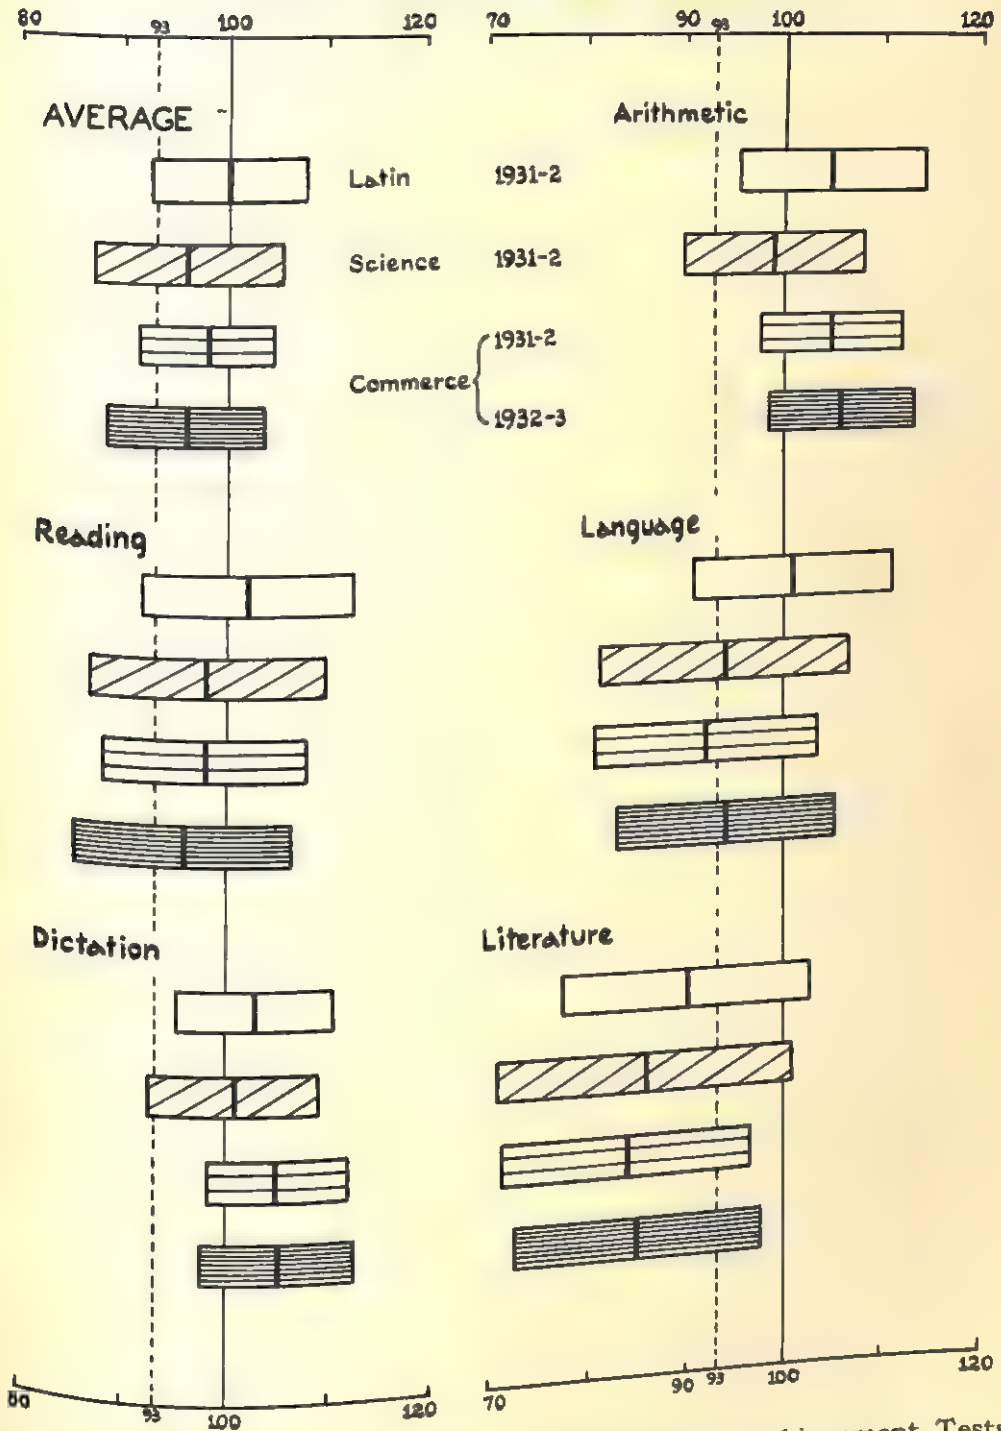 80 93 100 120
70 90 93 100 120
AVERAGE
Arithmetic
Latin 1931-2
Science 1931-2
Commerce { 1931-2
1932-3
Reading
Language
Dictation
Literature
80 93 100 120
70 90 93 100 120
Tests